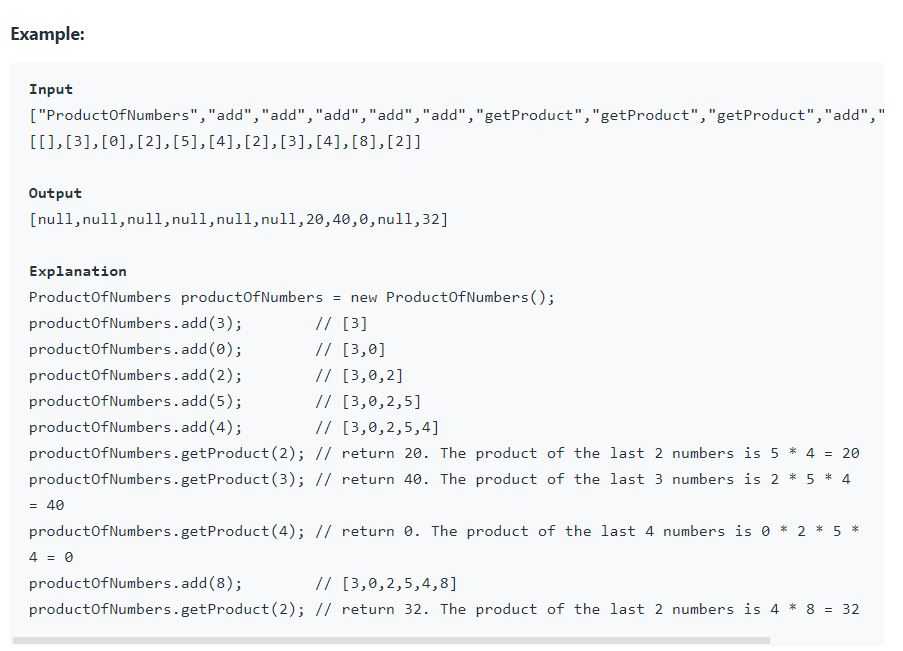 Example:
Input
["ProductOfNumbers","add","add","add","add","add","getProduct","getProduct","getProduct","add","
[[],[3],[0],[2],[5],[4],[2],[3],[4],[8],[2]]
Output
[null,null,null,null,null,null,20,40,0,null,32]
Explanation
ProductOfNumbers productOfNumbers = new ProductOfNumbers();
productOfNumbers.add(3);        // [3]
productOfNumbers.add(0);        // [3,0]
productOfNumbers.add(2);        // [3,0,2]
productOfNumbers.add(5);        // [3,0,2,5]
productOfNumbers.add(4);        // [3,0,2,5,4]
productOfNumbers.getProduct(2); // return 20. The product of the last 2 numbers is 5 * 4 = 20
productOfNumbers.getProduct(3); // return 40. The product of the last 3 numbers is 2 * 5 * 4
= 40
productOfNumbers.getProduct(4); // return 0. The product of the last 4 numbers is 0 * 2 * 5 *
4 = 0
productOfNumbers.add(8);        // [3,0,2,5,4,8]
productOfNumbers.getProduct(2); // return 32. The product of the last 2 numbers is 4 * 8 = 32